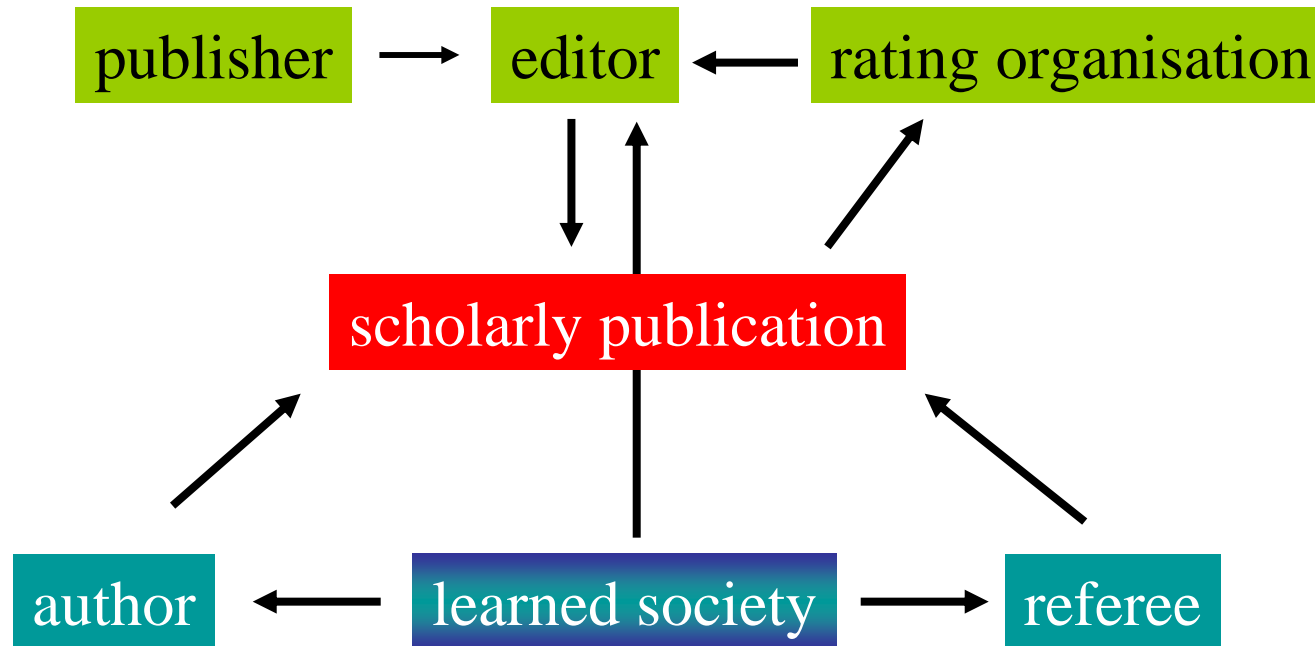 publisher
editor
rating organisation
scholarly publication
author
learned society
referee